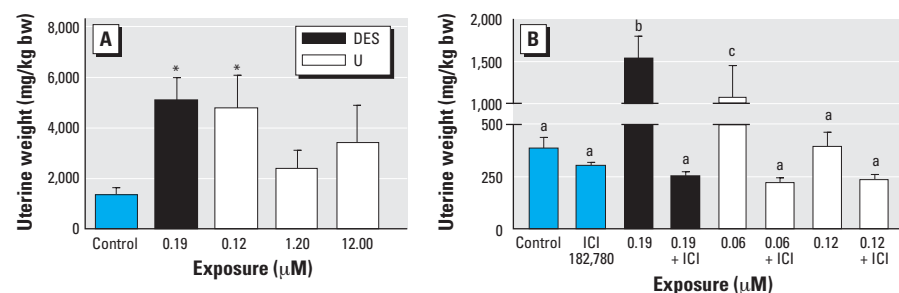 A
Uterine weight (mg/kg bw)
8,000
6,000
4,000
2,000
0
DES
U
*
*
Control
0.19
0.12
1.20
12.00
Exposure (μM)
B
Uterine weight (mg/kg bw)
2,000
1,500
1,000
500
250
0
a
a
b
a
c
a
a
a
Control
ICI
182,780
0.19
0.19
+ ICI
0.06
0.06
+ ICI
0.12
0.12
+ ICI
Exposure (μM)